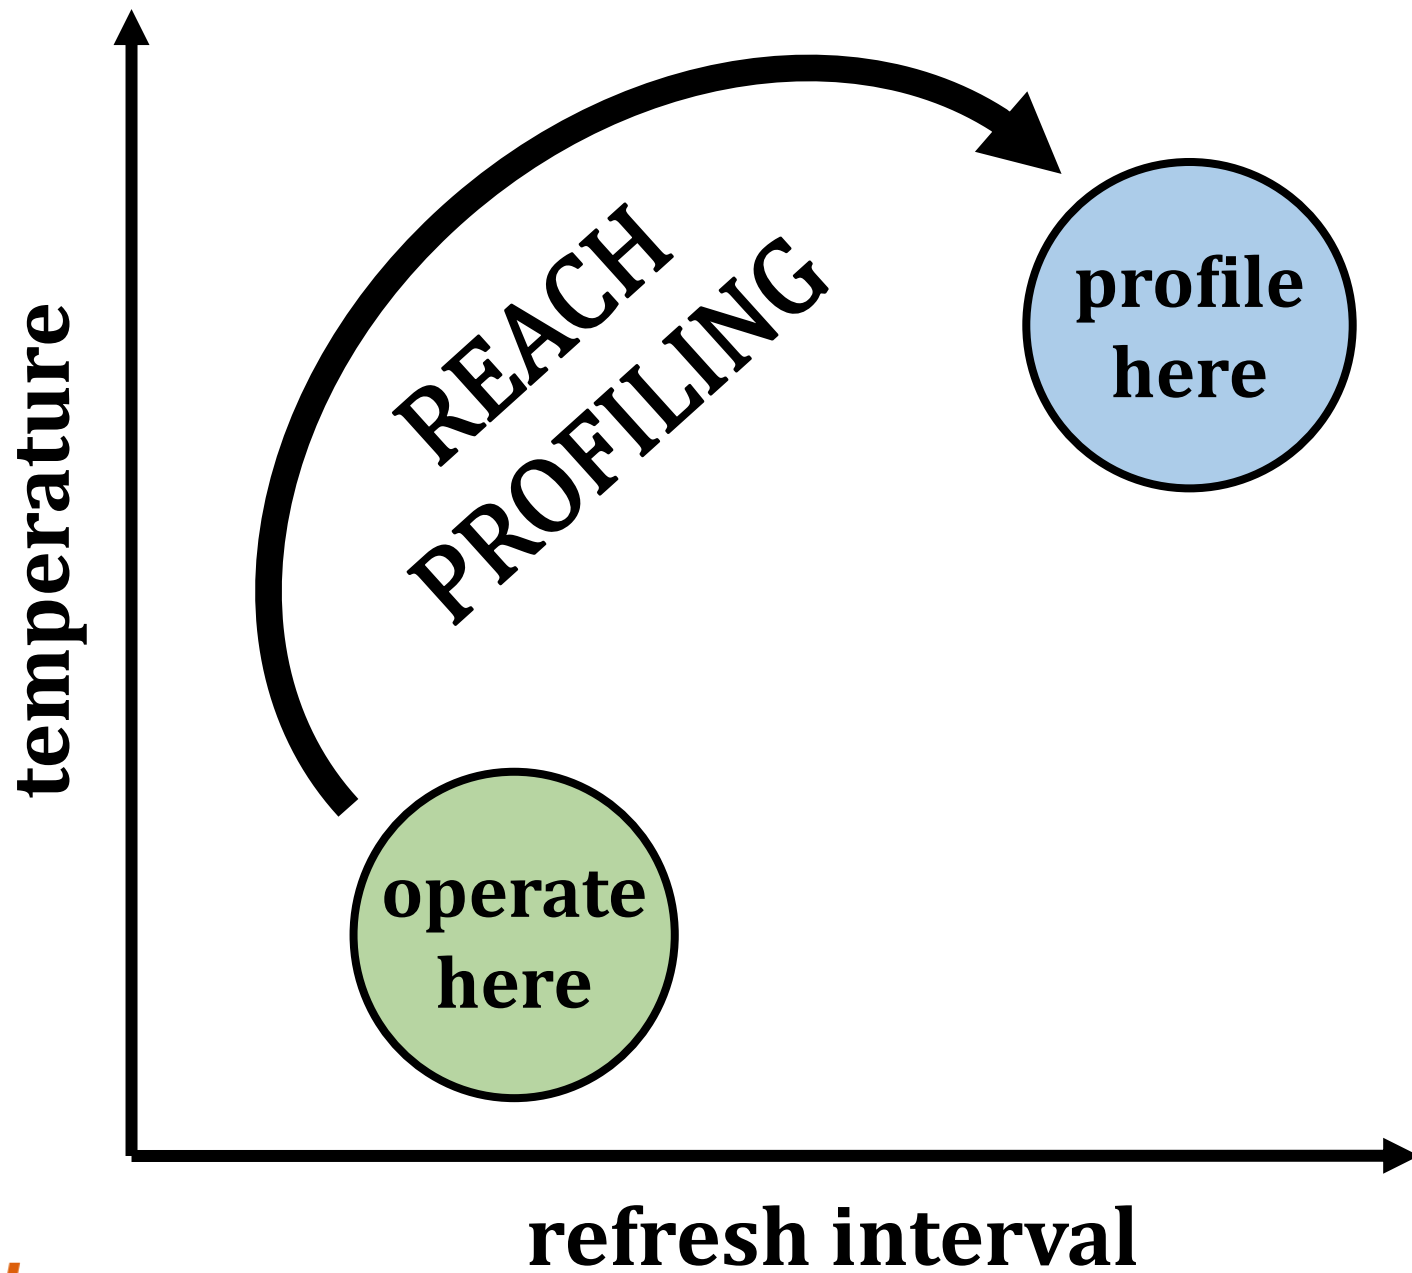 temperature
REACH
PROFILING
profile
here
operate
here
refresh interval